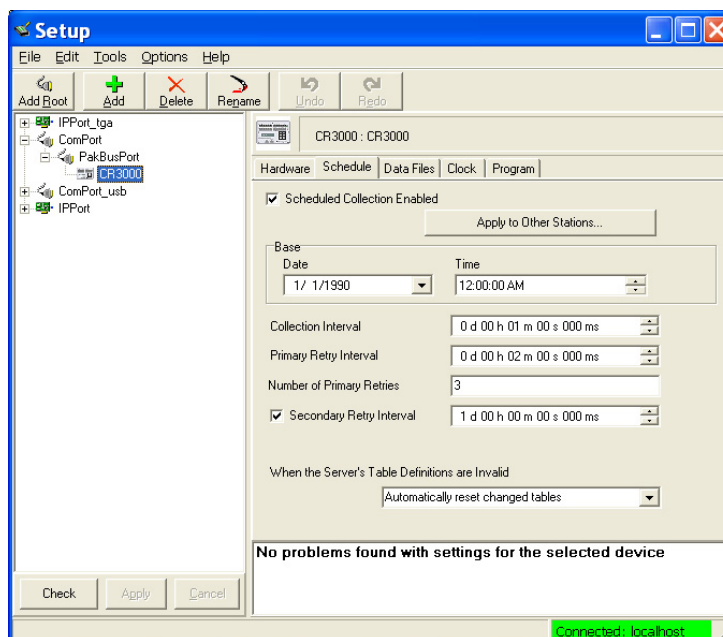 Setup
File Edit Tools Options Help
Add Root Add Delete Rename Undo Redo
IPPort_tga
ComPort
PakBusPort
CR3000
ComPort_usb
IPPort
CR3000 : CR3000
Hardware Schedule Data Files Clock Program
Scheduled Collection Enabled
Apply to Other Stations...
Base
Date Time
1/ 1/1990 12:00:00 AM
Collection Interval 0 d 00 h 01 m 00 s 000 ms
Primary Retry Interval 0 d 00 h 02 m 00 s 000 ms
Number of Primary Retries 3
Secondary Retry Interval 1 d 00 h 00 m 00 s 000 ms
When the Server's Table Definitions are Invalid
Automatically reset changed tables
No problems found with settings for the selected device
Check Apply Cancel
Connected: localhost